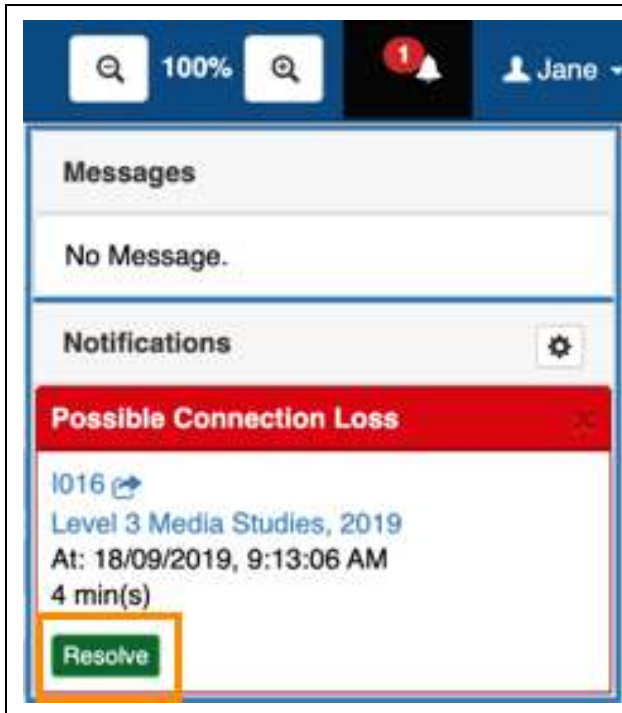 100% 1 Jane
Messages
No Message.
Notifications
Possible Connection Loss
I016
Level 3 Media Studies, 2019
At: 18/09/2019, 9:13:06 AM
4 min(s)
Resolve